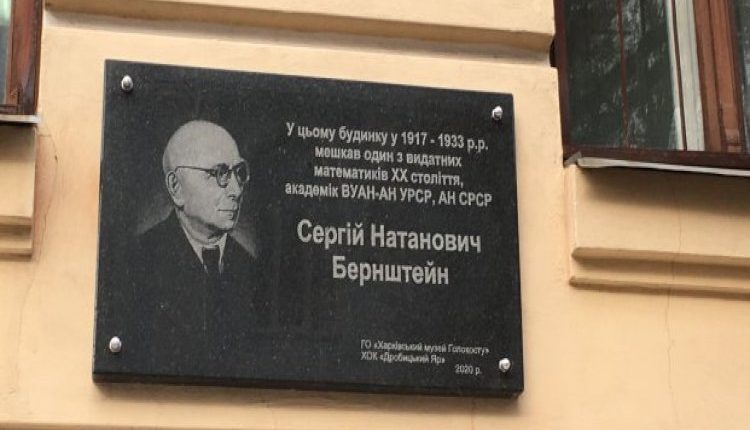 У цьому будинку у 1917 - 1933 р.р.
мешкав один з видатних
математиків ХХ століття,
академік ВУАН-АН УРСР, АН СРСР
Сергій Натанович
Бернштейн
ГО «Харківський музей Голокосту»
ХОК «Дробицький Яр»
2020 р.